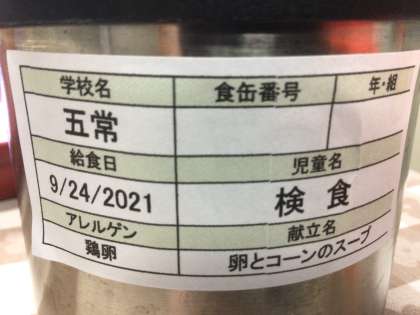 学校名 食缶番号 年・組
五常
給食日 児童名
9/24/2021 検食
アレルゲン 献立名
鶏卵 卵とコーンのスープ